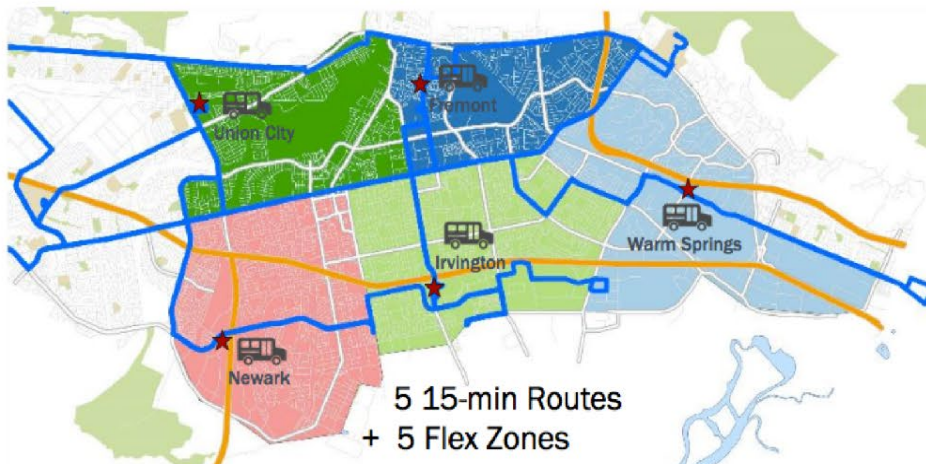 Fremont
Union City
Warm Springs
Irvington
Newark
5 15-min Routes
+ 5 Flex Zones